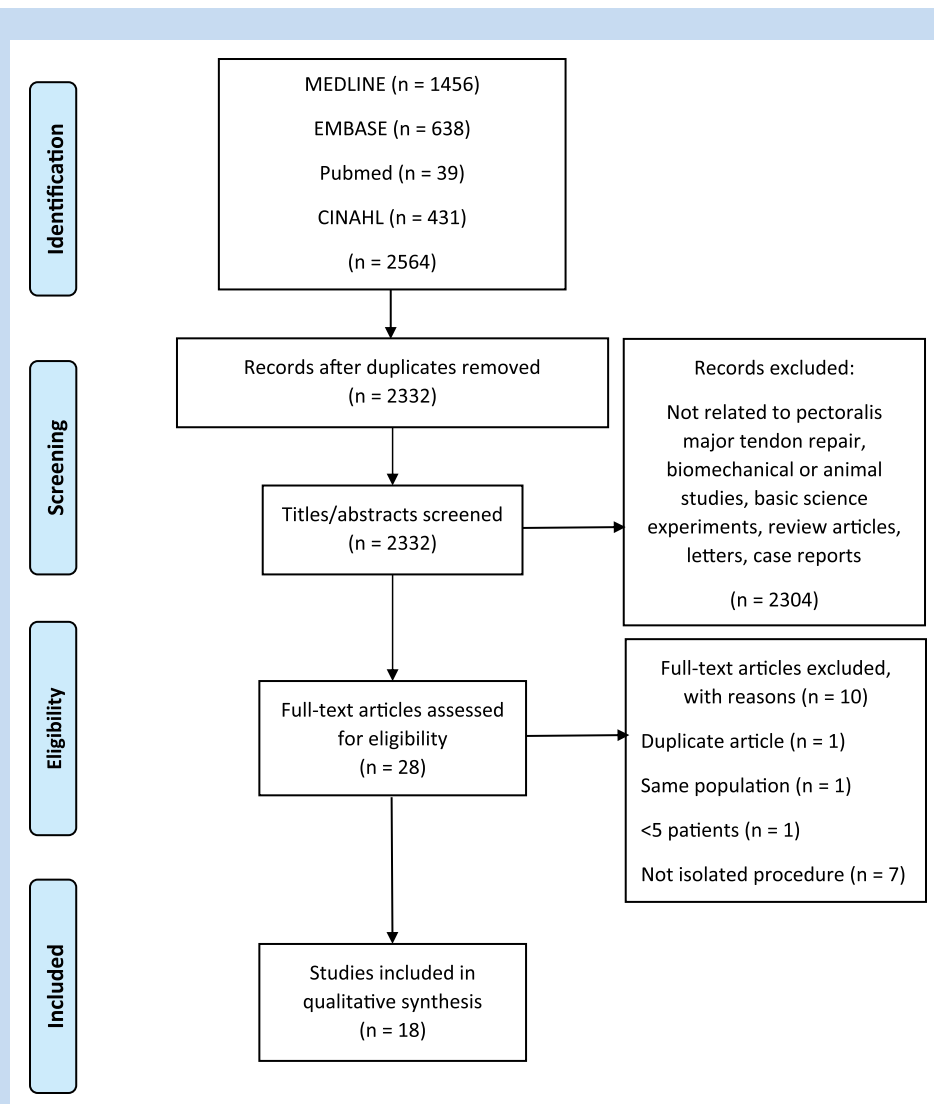 Identification
MEDLINE (n = 1456)
EMBASE (n = 638)
Pubmed (n = 39)
CINAHL (n = 431)
(n = 2564)
Screening
Records after duplicates removed
(n = 2332)
Titles/abstracts screened
(n = 2332)
Records excluded:
Not related to pectoralis
major tendon repair,
biomechanical or animal
studies, basic science
experiments, review articles,
letters, case reports
(n = 2304)
Eligibility
Full-text articles assessed
for eligibility
(n = 28)
Full-text articles excluded,
with reasons (n = 10)
Duplicate article (n = 1)
Same population (n = 1)
<5 patients (n = 1)
Not isolated procedure (n = 7)
Included
Studies included in
qualitative synthesis
(n = 18)